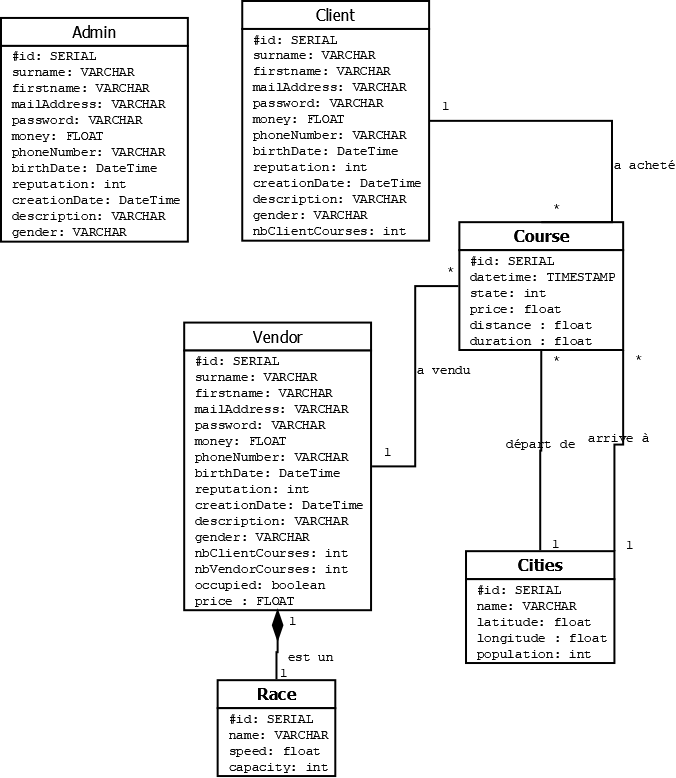 Admin
#id: SERIAL
surname: VARCHAR
firstname: VARCHAR
mailAddress: VARCHAR
password: VARCHAR
money: FLOAT
phoneNumber: VARCHAR
birthDate: DateTime
reputation: int
creationDate: DateTime
description: VARCHAR
gender: VARCHAR
Client
#id: SERIAL
surname: VARCHAR
firstname: VARCHAR
mailAddress: VARCHAR
password: VARCHAR
money: FLOAT
phoneNumber: VARCHAR
birthDate: DateTime
reputation: int
creationDate: DateTime
description: VARCHAR
gender: VARCHAR
nbClientCourses: int
1
a acheté
*
Course
#id: SERIAL
datetime: TIMESTAMP
state: int
price: float
distance : float
duration : float
*
a vendu
1
Vendor
#id: SERIAL
surname: VARCHAR
firstname: VARCHAR
mailAddress: VARCHAR
password: VARCHAR
money: FLOAT
phoneNumber: VARCHAR
birthDate: DateTime
reputation: int
creationDate: DateTime
description: VARCHAR
gender: VARCHAR
nbClientCourses: int
nbVendorCourses: int
occupied: boolean
price : FLOAT
*
*
départ de
arrive à
1
1
Cities
#id: SERIAL
name: VARCHAR
latitude: float
longitude : float
population: int
1
est un
1
Race
#id: SERIAL
name: VARCHAR
speed: float
capacity: int